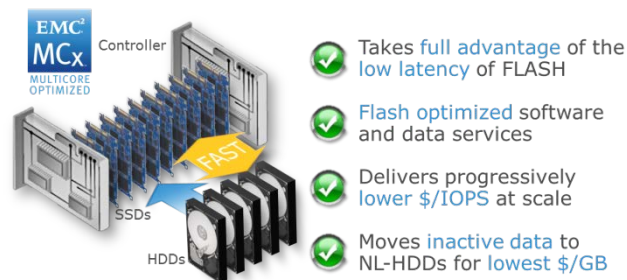 EMC²
MCx
MULTICORE
OPTIMIZED
Controller
SSDs
FAST
HDDs
Takes full advantage of the
low latency of FLASH
Flash optimized software
and data services
Delivers progressively
lower $/IOPS at scale
Moves inactive data to
NL-HDDs for lowest $/GB